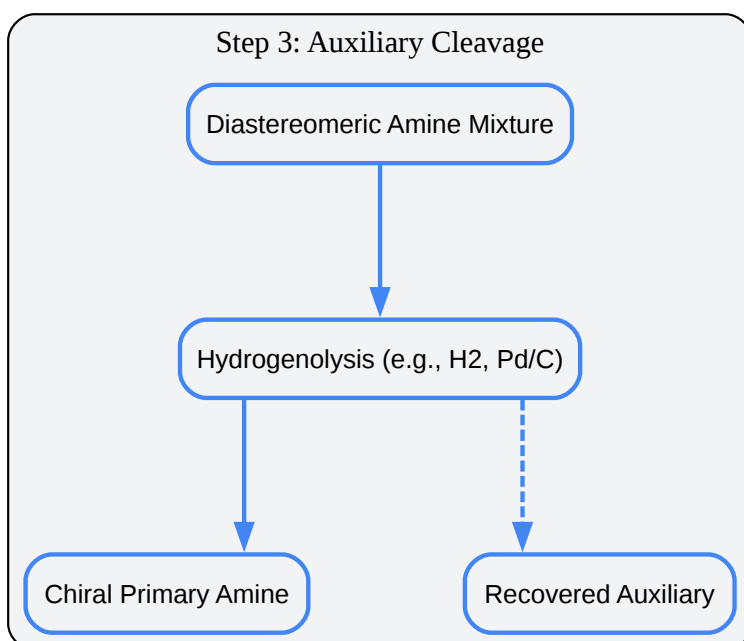 Step 3: Auxiliary Cleavage
Diastereomeric Amine Mixture
Hydrogenolysis (e.g., H2, Pd/C)
Chiral Primary Amine
Recovered Auxiliary